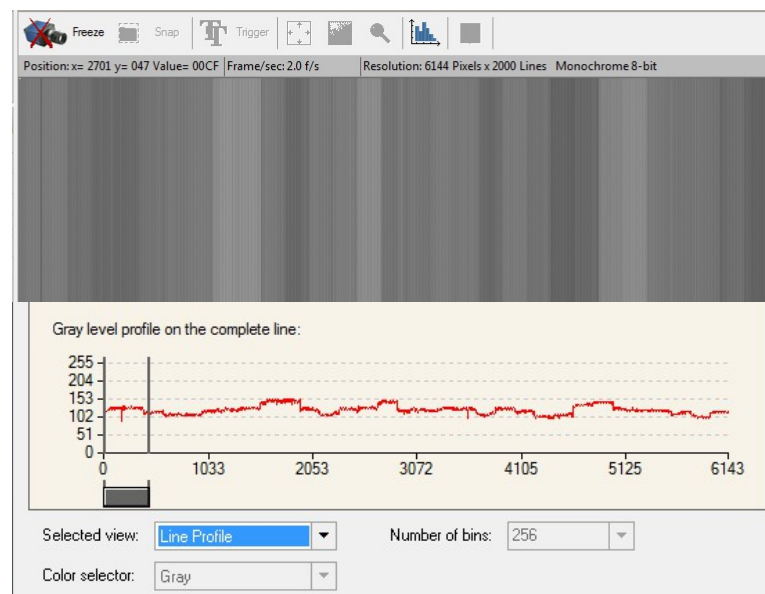 Freeze Snap Trigger
Position: x= 2701 y= 047 Value= 00CF Frame/sec: 2.0 f/s Resolution: 6144 Pixels x 2000 Lines Monochrome 8-bit
Gray level profile on the complete line:
255
204
153
102
51
0
0 1033 2053 3072 4105 5125 6143
Selected view: Line Profile Number of bins: 256
Color selector: Gray